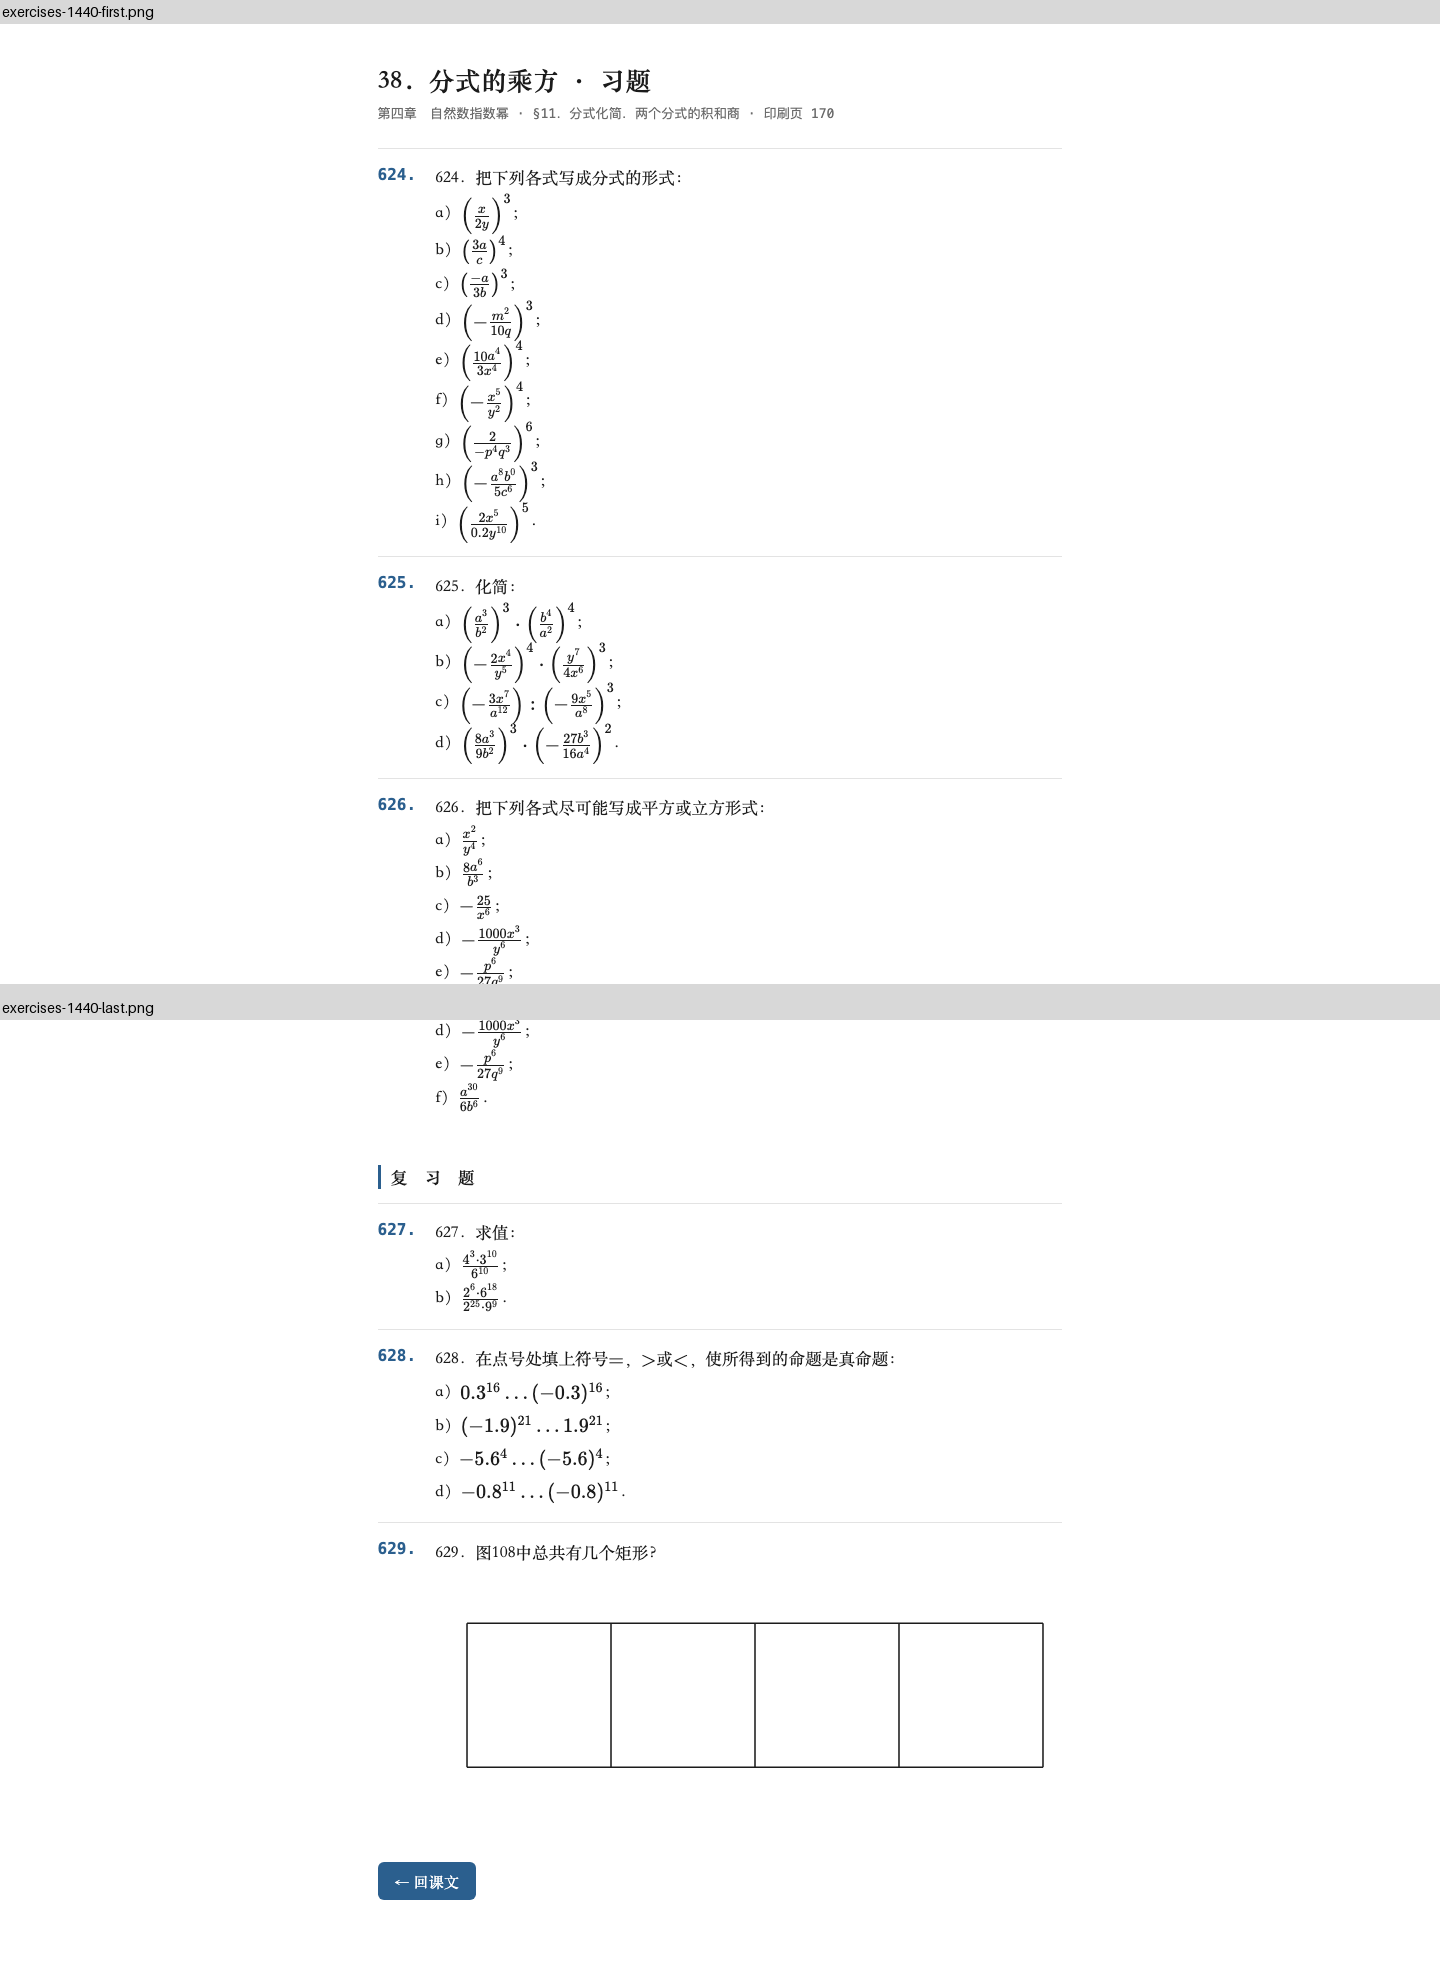 exercises-1440-first.png
38. 分式的乘方 · 习题
第四章 自然数指数幂 · §11. 分式化简. 两个分式的积和商 · 印刷页 170
624. 624. 把下列各式写成分式的形式:
a) (x/2y)^3;
b) (3a/c)^4;
c) (−a/3b)^3;
d) (−m^2/10q)^3;
e) (10a^4/3x^4)^4;
f) (−x^5/y^2)^4;
g) (2/−p^4q^3)^6;
h) (−a^8b^0/5c^6)^3;
i) (2x^5/0.2y^10)^5.
625. 625. 化简:
a) (a^3/b^2)^3 · (b^4/a^2)^4;
b) (−2x^4/y^5)^4 · (y^7/4x^6)^3;
c) (−3x^7/a^12) : (−9x^5/a^8)^3;
d) (8a^3/9b^2)^3 · (−27b^3/16a^4)^2.
626. 626. 把下列各式尽可能写成平方或立方形式:
a) x^2/y^4;
b) 8a^6/b^3;
c) −25/x^6;
d) −1000x^3/y^6;
e) −p^6/27q^9;
exercises-1440-last.png
d) −1000x^3/y^6;
e) −p^6/27q^9;
f) a^30/6b^6.
复 习 题
627. 627. 求值:
a) 4^3·3^10/6^10;
b) 2^6·6^18/2^25·9^9.
628. 628. 在点号处填上符号=, >或<, 使所得到的命题是真命题:
a) 0.3^16 ... (−0.3)^16;
b) (−1.9)^21 ... 1.9^21;
c) −5.6^4 ... (−5.6)^4;
d) −0.8^11 ... (−0.8)^11.
629. 629. 图108中总共有几个矩形?
← 回课文